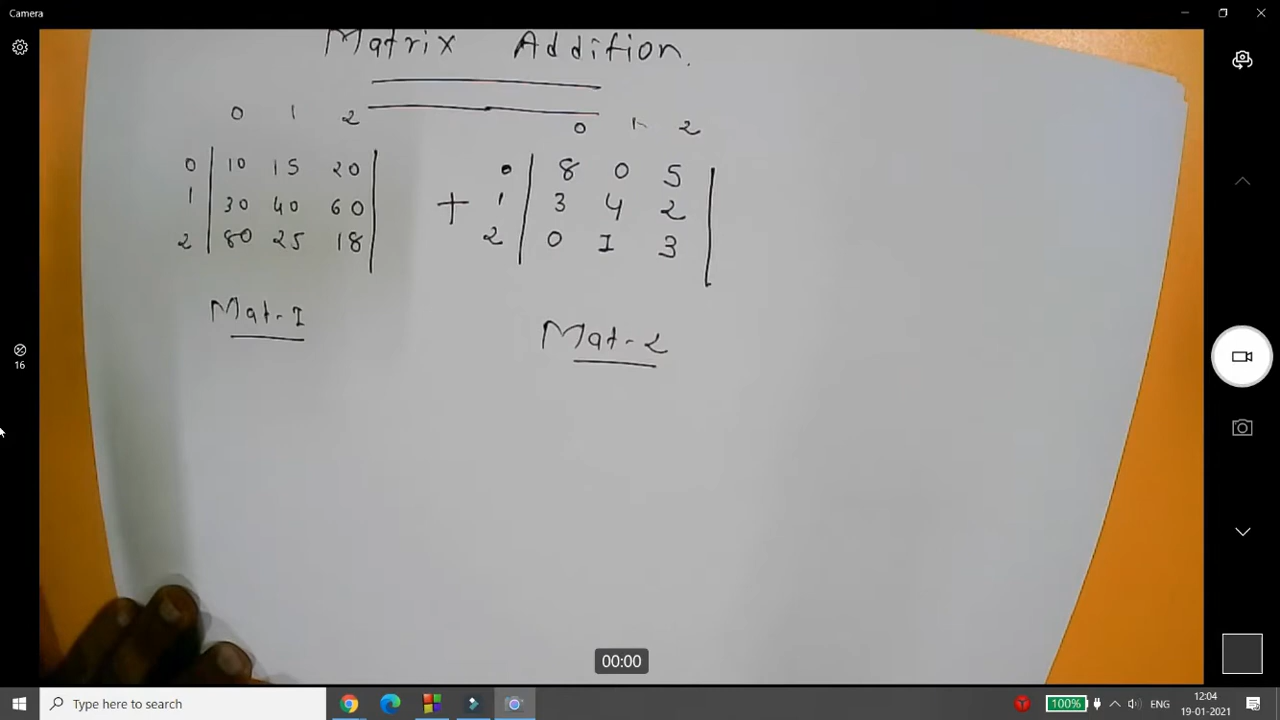 Camera
Matrix Addition.
0 1 2
0 1 2
0 10 15 20
1 30 40 60
2 80 25 18
+
0 8 0 5
1 3 4 2
2 0 1 3
Mat-1
Mat-2
16
00:00
Type here to search
100%
ENG
12:04
19-01-2021